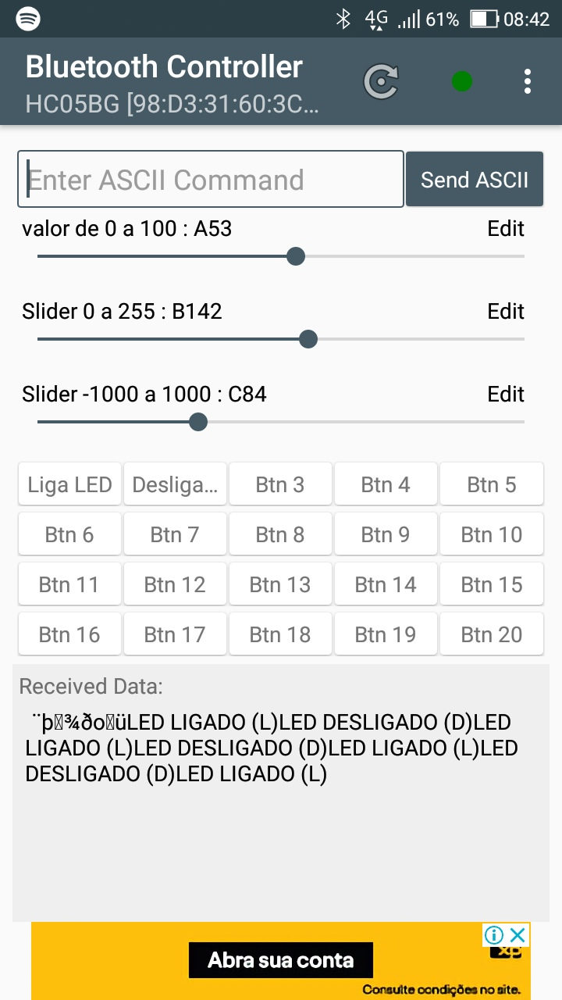 4G 61% 08:42
Bluetooth Controller
HC05BG [98:D3:31:60:3C...
Enter ASCII Command Send ASCII
valor de 0 a 100 : A53 Edit
Slider 0 a 255 : B142 Edit
Slider -1000 a 1000 : C84 Edit
Liga LED Desliga... Btn 3 Btn 4 Btn 5
Btn 6 Btn 7 Btn 8 Btn 9 Btn 10
Btn 11 Btn 12 Btn 13 Btn 14 Btn 15
Btn 16 Btn 17 Btn 18 Btn 19 Btn 20
Received Data:
¨þ▯¾ðo▯üLED LIGADO (L)LED DESLIGADO (D)LED
LIGADO (L)LED DESLIGADO (D)LED LIGADO (L)LED
DESLIGADO (D)LED LIGADO (L)
Abra sua conta
xp
Consulte condições no site.